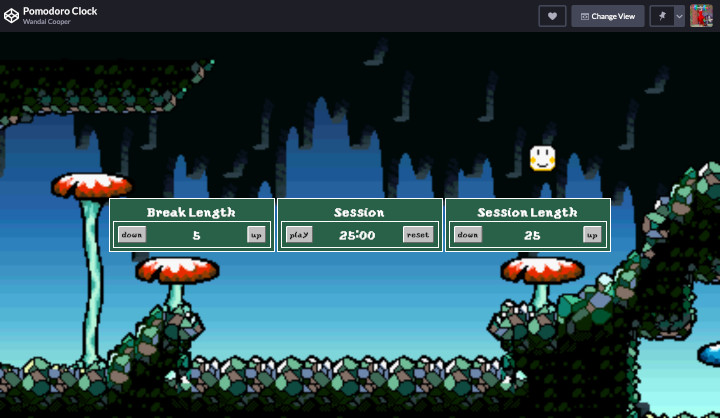 Pomodoro Clock
Wandai Cooper
Change View
Break Length
down 5 up
Session
play 25:00 reset
Session Length
down 25 up